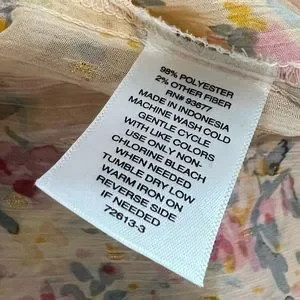 98% POLYESTER
2% OTHER FIBER
RN# 93677
MADE IN INDONESIA
MACHINE WASH COLD
GENTLE CYCLE
WITH LIKE COLORS
USE ONLY NON-
CHLORINE BLEACH
WHEN NEEDED
TUMBLE DRY LOW
WARM IRON ON
REVERSE SIDE
IF NEEDED
72613-3